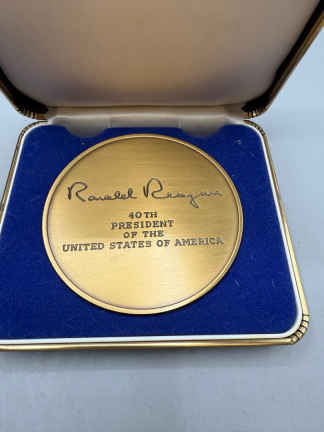 Ronald Reagan
40TH
PRESIDENT
OF THE
UNITED STATES OF AMERICA